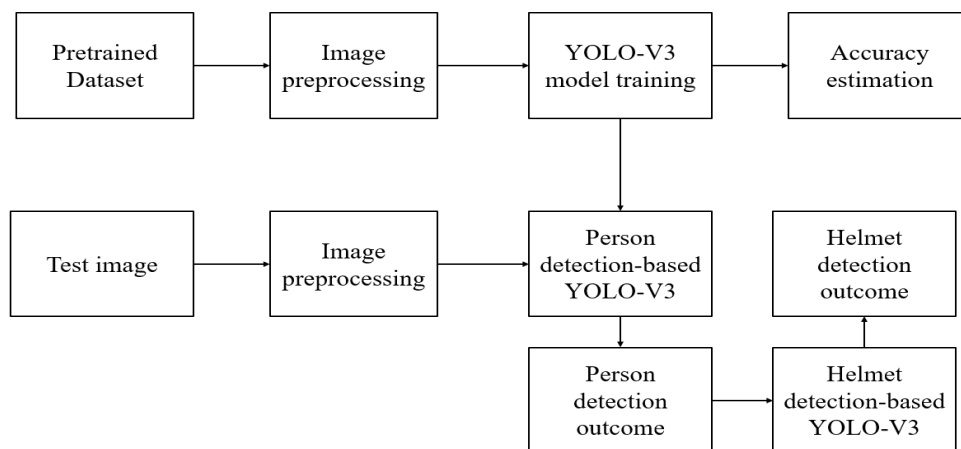 Pretrained
Dataset
Image
preprocessing
YOLO-V3
model training
Accuracy
estimation
Test image
Image
preprocessing
Person
detection-based
YOLO-V3
Helmet
detection
outcome
Person
detection
outcome
Helmet
detection-based
YOLO-V3